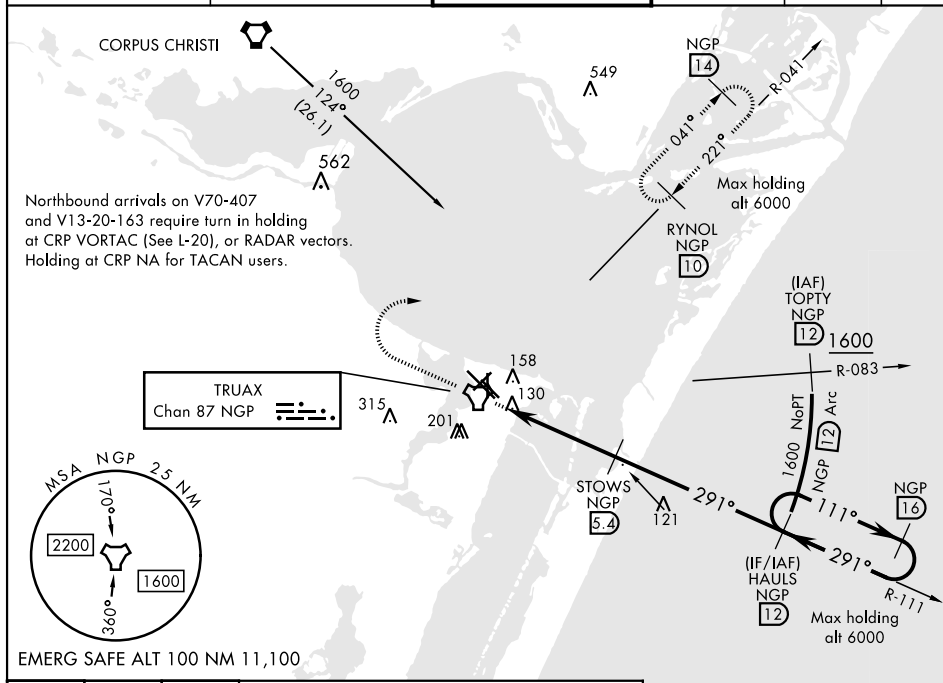 CORPUS CHRISTI
1600
124°
(26.1)
549
562
NGP
14
R-041
041°
221°
Max holding
alt 6000
RYNOL
NGP
10
Northbound arrivals on V70-407
and V13-20-163 require turn in holding
at CRP VORTAC (See L-20), or RADAR vectors.
Holding at CRP NA for TACAN users.
(IAF)
TOPTY
NGP
12
1600
R-083
1600 NoPT
NGP 12 Arc
TRUAX
Chan 87 NGP
158
130
315
201
STOWS
NGP
5.4
121
291°
111°
NGP
16
291°
R-111
(IF/IAF)
HAULS
NGP
12
Max holding
alt 6000
MSA NGP 25 NM
170°
2200
1600
360°
EMERG SAFE ALT 100 NM 11,100